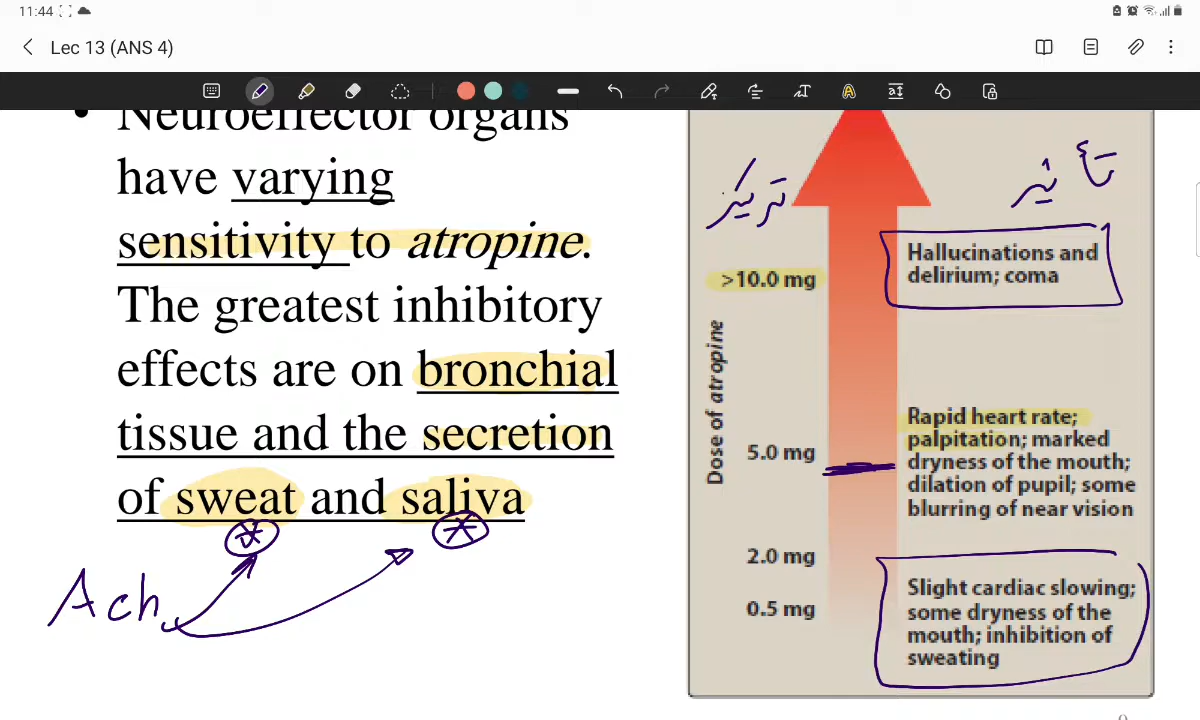 11:44
Lec 13 (ANS 4)
• Neuroeffector organs
have varying
sensitivity to atropine.
The greatest inhibitory
effects are on bronchial
tissue and the secretion
of sweat and saliva
Ach
تأثير
>10.0 mg
Hallucinations and
delirium; coma
Dose of atropine
5.0 mg
Rapid heart rate;
palpitation; marked
dryness of the mouth;
dilation of pupil; some
blurring of near vision
2.0 mg
0.5 mg
Slight cardiac slowing;
some dryness of the
mouth; inhibition of
sweating